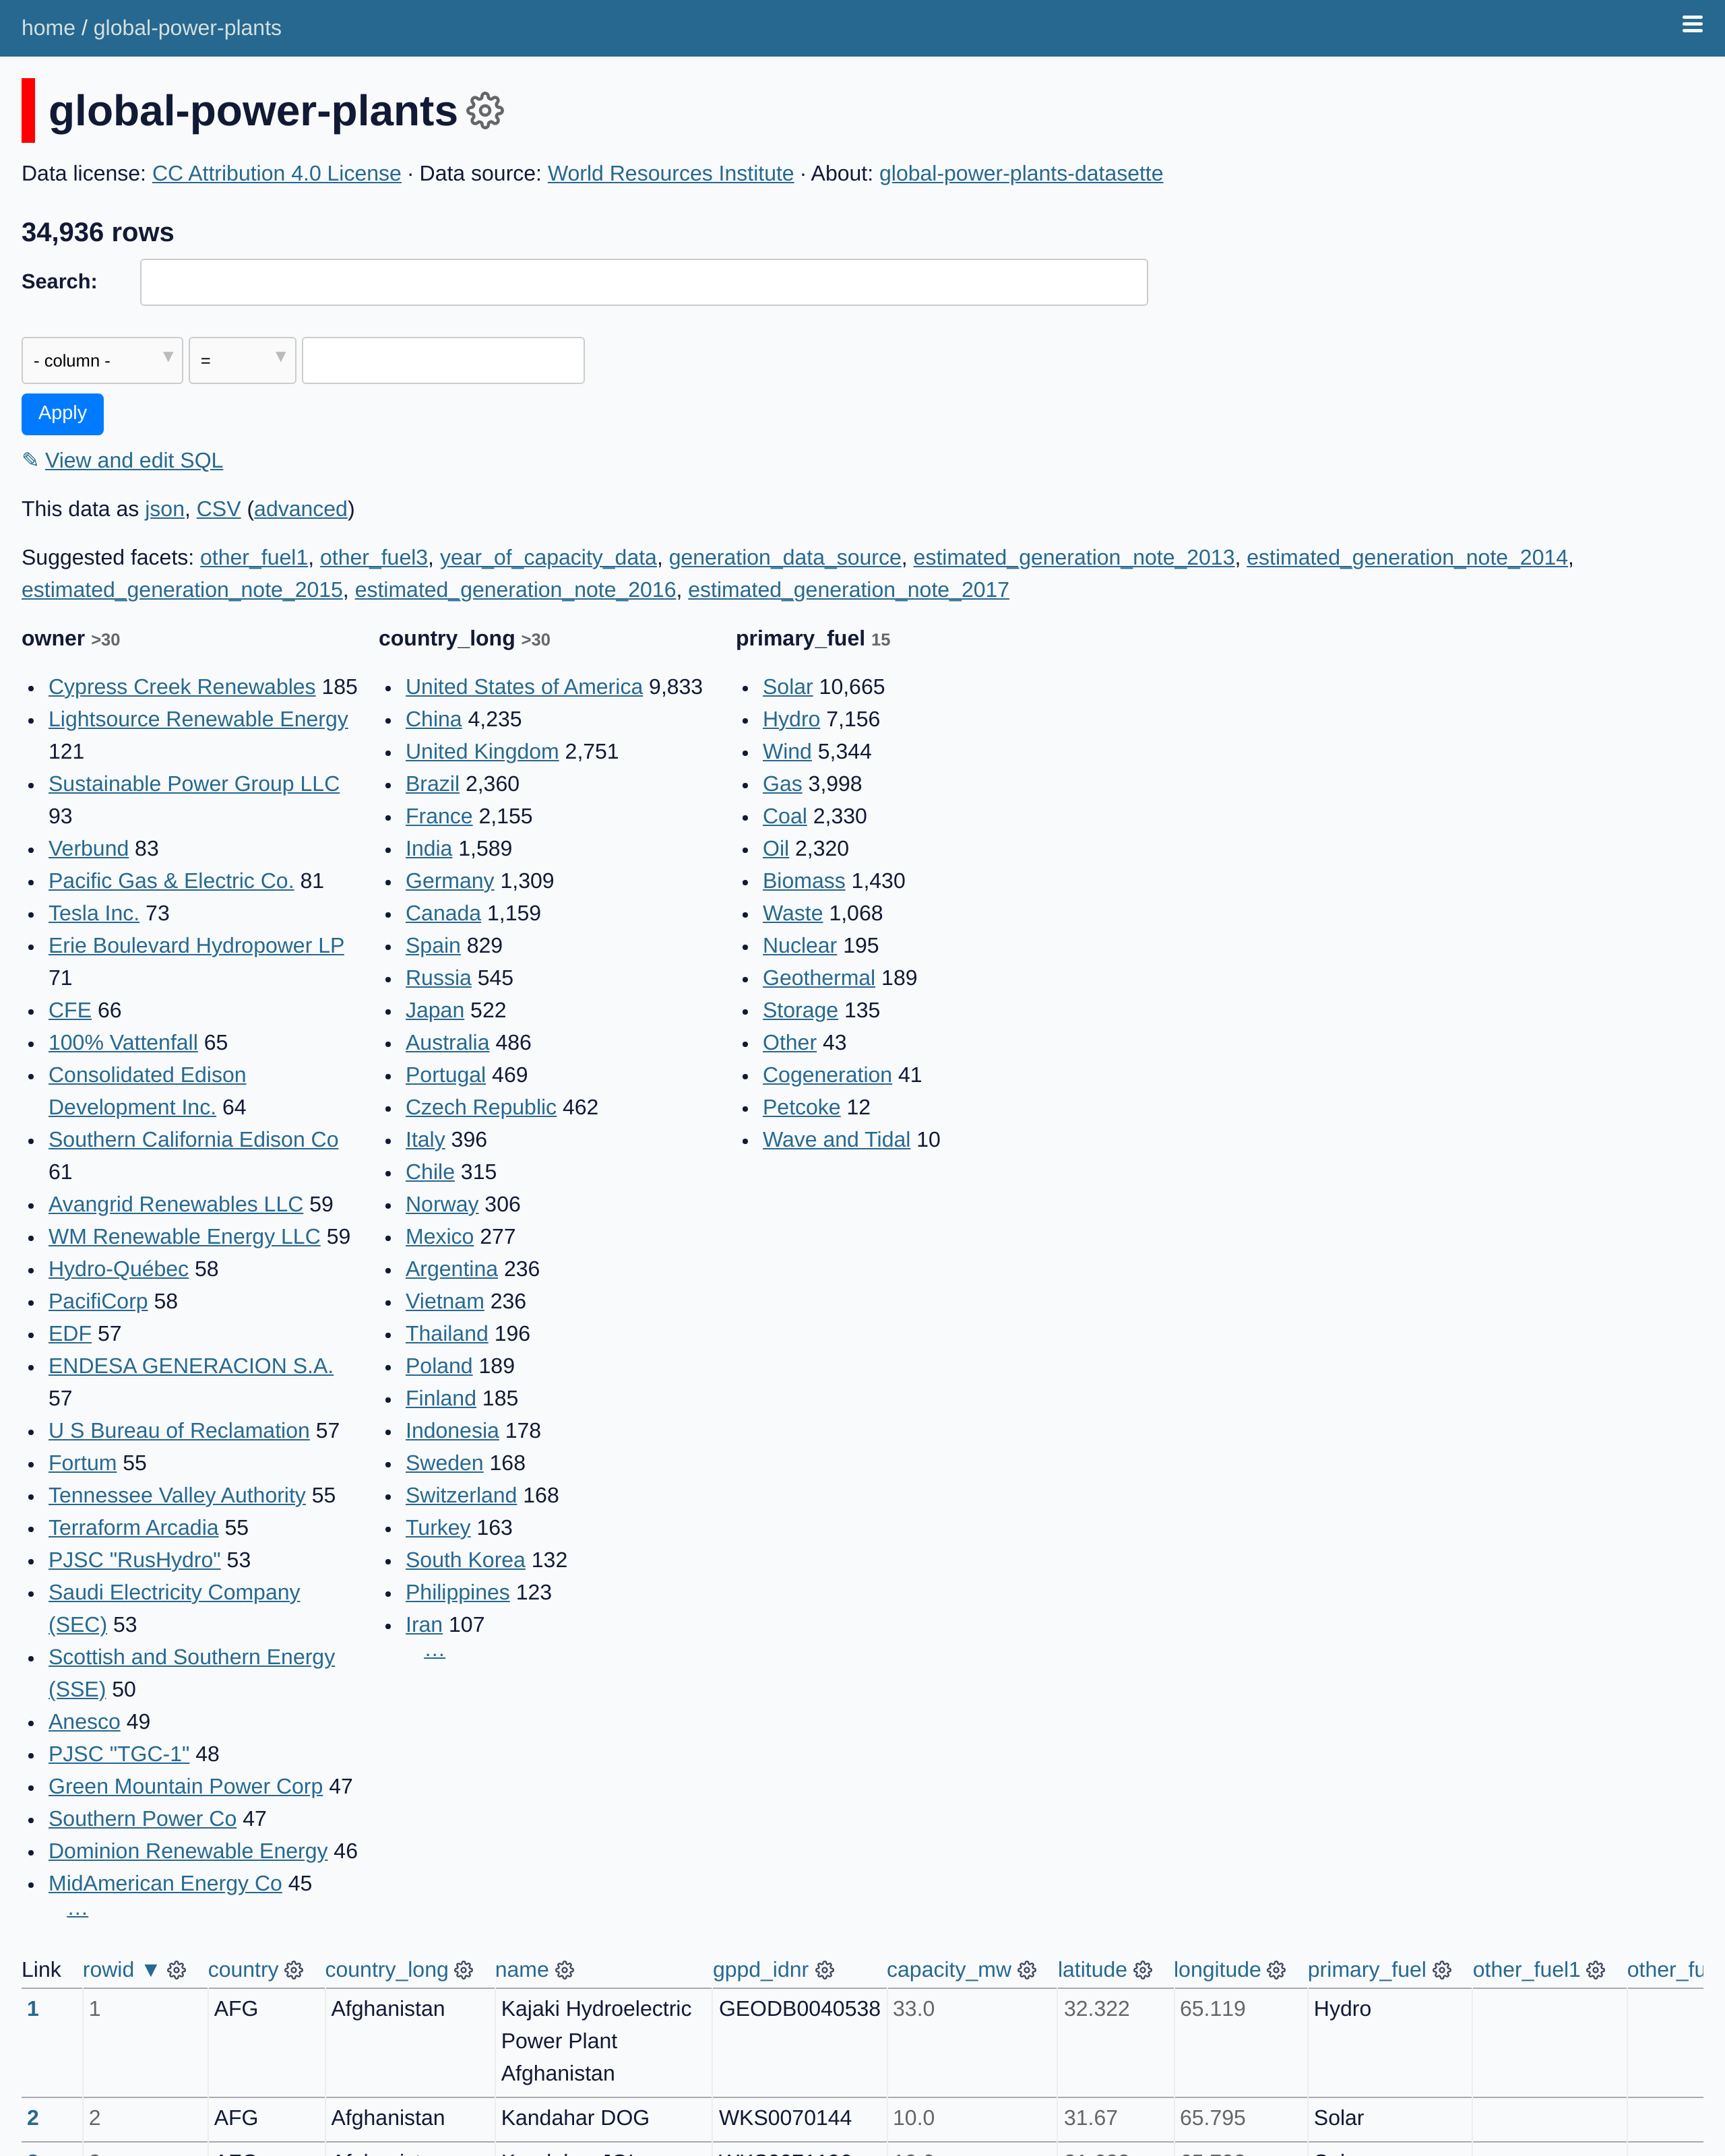 home / global-power-plants
global-power-plants
Data license: CC Attribution 4.0 License · Data source: World Resources Institute · About: global-power-plants-datasette
34,936 rows
Search:
- column -
=
Apply
✎ View and edit SQL
This data as json, CSV (advanced)
Suggested facets: other_fuel1, other_fuel3, year_of_capacity_data, generation_data_source, estimated_generation_note_2013, estimated_generation_note_2014,
estimated_generation_note_2015, estimated_generation_note_2016, estimated_generation_note_2017
owner >30
Cypress Creek Renewables 185
Lightsource Renewable Energy
121
Sustainable Power Group LLC
93
Verbund 83
Pacific Gas & Electric Co. 81
Tesla Inc. 73
Erie Boulevard Hydropower LP
71
CFE 66
100% Vattenfall 65
Consolidated Edison
Development Inc. 64
Southern California Edison Co
61
Avangrid Renewables LLC 59
WM Renewable Energy LLC 59
Hydro-Québec 58
PacifiCorp 58
EDF 57
ENDESA GENERACION S.A.
57
U S Bureau of Reclamation 57
Fortum 55
Tennessee Valley Authority 55
Terraform Arcadia 55
PJSC "RusHydro" 53
Saudi Electricity Company
(SEC) 53
Scottish and Southern Energy
(SSE) 50
Anesco 49
PJSC "TGC-1" 48
Green Mountain Power Corp 47
Southern Power Co 47
Dominion Renewable Energy 46
MidAmerican Energy Co 45
…
country_long >30
United States of America 9,833
China 4,235
United Kingdom 2,751
Brazil 2,360
France 2,155
India 1,589
Germany 1,309
Canada 1,159
Spain 829
Russia 545
Japan 522
Australia 486
Portugal 469
Czech Republic 462
Italy 396
Chile 315
Norway 306
Mexico 277
Argentina 236
Vietnam 236
Thailand 196
Poland 189
Finland 185
Indonesia 178
Sweden 168
Switzerland 168
Turkey 163
South Korea 132
Philippines 123
Iran 107
…
primary_fuel 15
Solar 10,665
Hydro 7,156
Wind 5,344
Gas 3,998
Coal 2,330
Oil 2,320
Biomass 1,430
Waste 1,068
Nuclear 195
Geothermal 189
Storage 135
Other 43
Cogeneration 41
Petcoke 12
Wave and Tidal 10
Link rowid ▼ country country_long name gppd_idnr capacity_mw latitude longitude primary_fuel other_fuel1 other_fu
1 1 AFG Afghanistan Kajaki Hydroelectric GEODB0040538 33.0 32.322 65.119 Hydro
Power Plant
Afghanistan
2 2 AFG Afghanistan Kandahar DOG WKS0070144 10.0 31.67 65.795 Solar